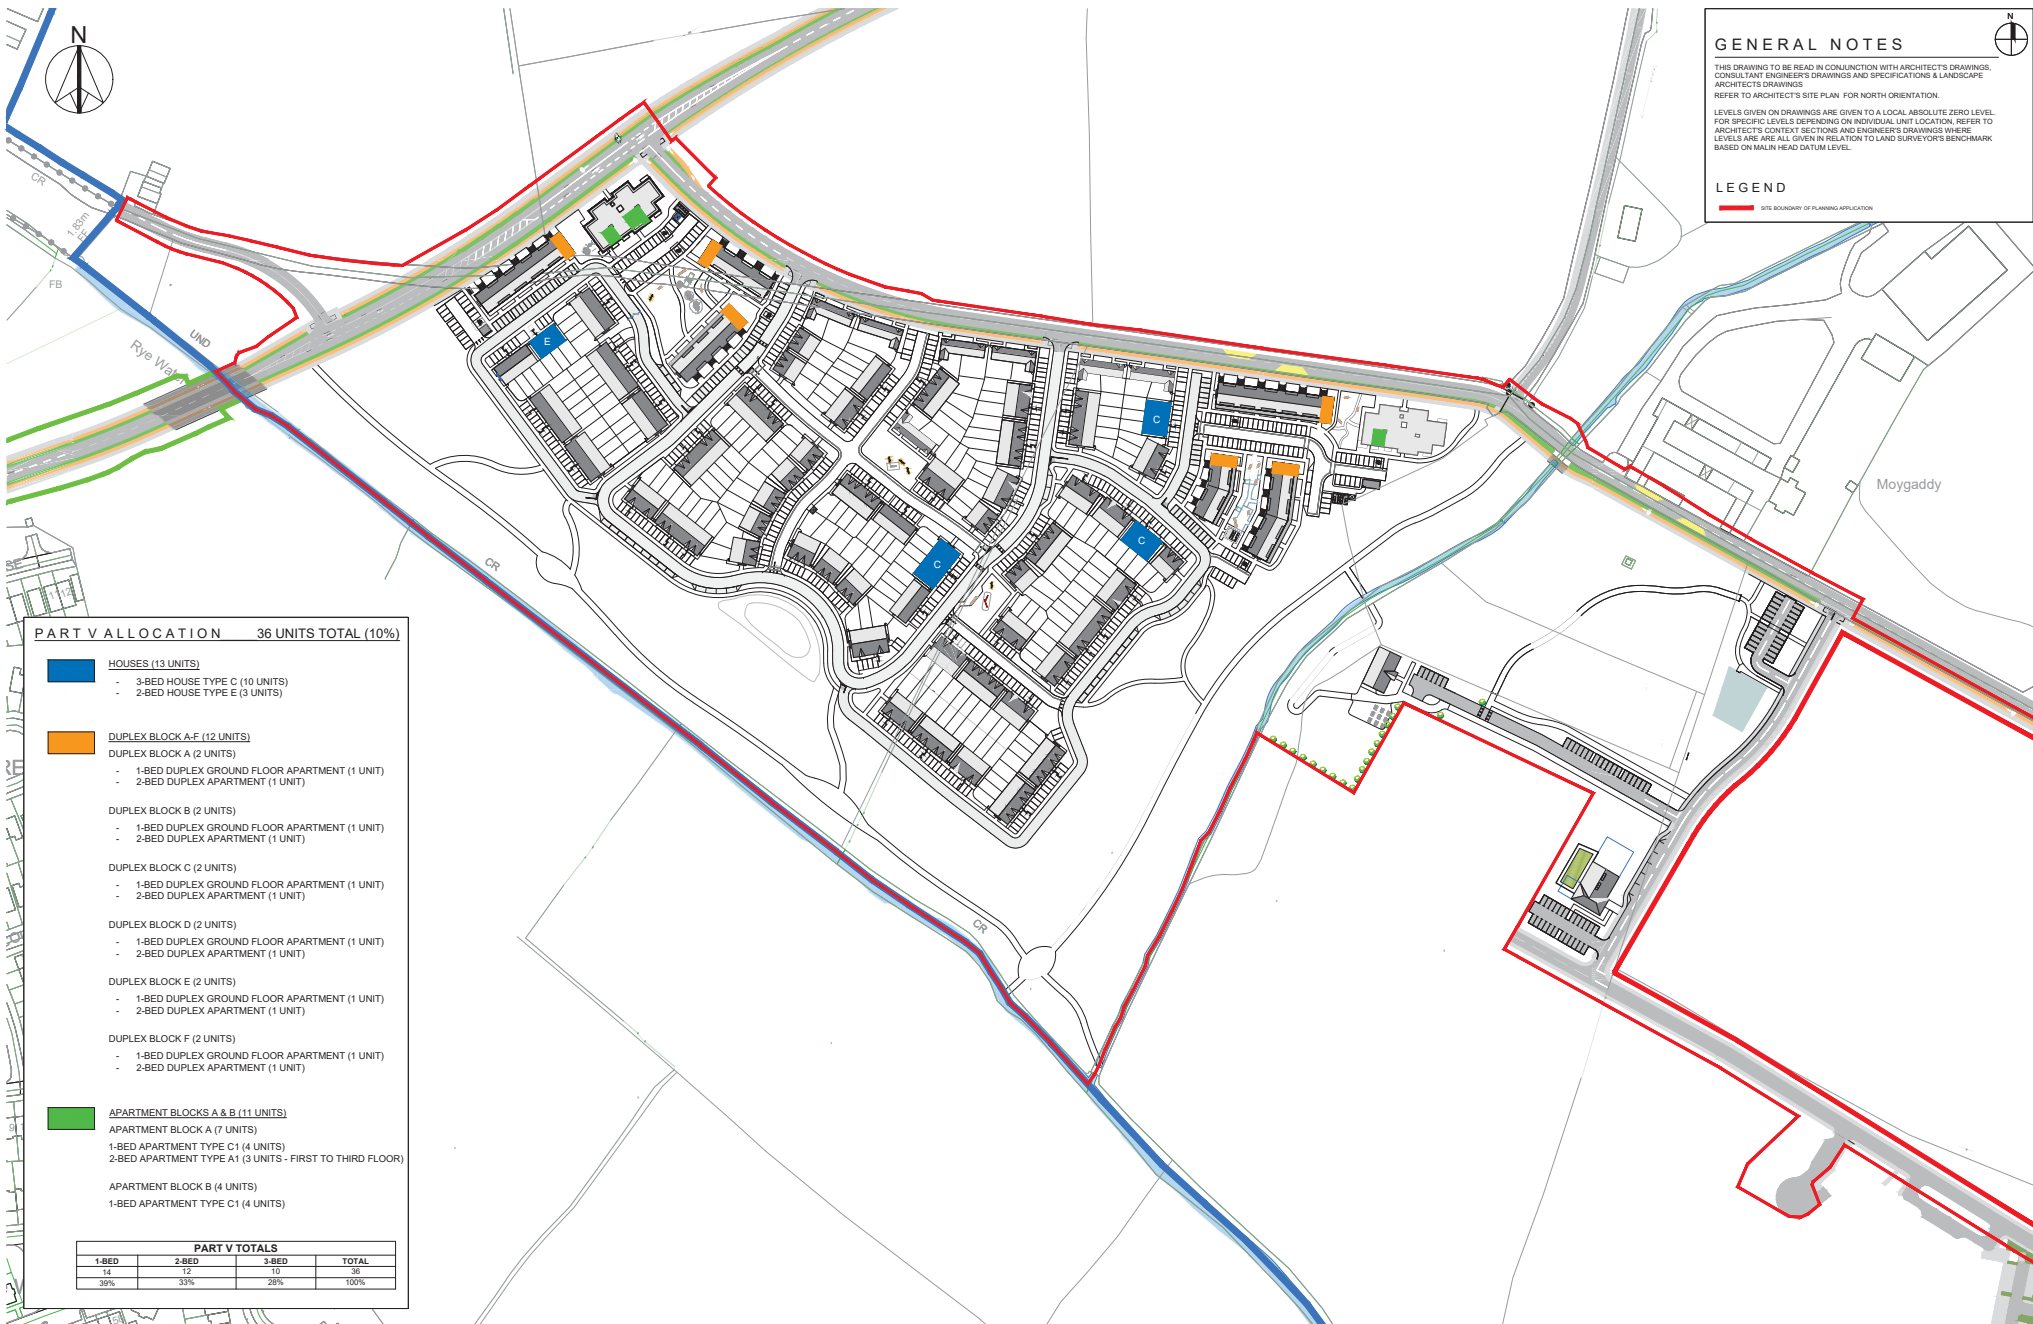 N
GENERAL NOTES
N
THIS DRAWING TO BE READ IN CONJUNCTION WITH ARCHITECT'S DRAWINGS,
CONSULTANT ENGINEER'S DRAWINGS AND SPECIFICATIONS & LANDSCAPE
ARCHITECTS DRAWINGS
REFER TO ARCHITECT'S SITE PLAN FOR NORTH ORIENTATION.
LEVELS GIVEN ON DRAWINGS ARE GIVEN TO A LOCAL ABSOLUTE ZERO LEVEL.
FOR SPECIFIC LEVELS DEPENDING ON INDIVIDUAL UNIT LOCATION, REFER TO
ARCHITECT'S CONTEXT SECTIONS AND ENGINEER'S DRAWINGS WHERE
LEVELS ARE ARE ALL GIVEN IN RELATION TO LAND SURVEYOR'S BENCHMARK
BASED ON MALIN HEAD DATUM LEVEL.
LEGEND
SITE BOUNDARY OF PLANNING APPLICATION
CR
1.83m
FF
FB
UND
Rye Water
E
C
C
C
C
Moygaddy
CR
CR
PART V ALLOCATION 36 UNITS TOTAL (10%)
HOUSES (13 UNITS)
- 3-BED HOUSE TYPE C (10 UNITS)
- 2-BED HOUSE TYPE E (3 UNITS)
DUPLEX BLOCK A-F (12 UNITS)
DUPLEX BLOCK A (2 UNITS)
- 1-BED DUPLEX GROUND FLOOR APARTMENT (1 UNIT)
- 2-BED DUPLEX APARTMENT (1 UNIT)
DUPLEX BLOCK B (2 UNITS)
- 1-BED DUPLEX GROUND FLOOR APARTMENT (1 UNIT)
- 2-BED DUPLEX APARTMENT (1 UNIT)
DUPLEX BLOCK C (2 UNITS)
- 1-BED DUPLEX GROUND FLOOR APARTMENT (1 UNIT)
- 2-BED DUPLEX APARTMENT (1 UNIT)
DUPLEX BLOCK D (2 UNITS)
- 1-BED DUPLEX GROUND FLOOR APARTMENT (1 UNIT)
- 2-BED DUPLEX APARTMENT (1 UNIT)
DUPLEX BLOCK E (2 UNITS)
- 1-BED DUPLEX GROUND FLOOR APARTMENT (1 UNIT)
- 2-BED DUPLEX APARTMENT (1 UNIT)
DUPLEX BLOCK F (2 UNITS)
- 1-BED DUPLEX GROUND FLOOR APARTMENT (1 UNIT)
- 2-BED DUPLEX APARTMENT (1 UNIT)
APARTMENT BLOCKS A & B (11 UNITS)
APARTMENT BLOCK A (7 UNITS)
1-BED APARTMENT TYPE C1 (4 UNITS)
2-BED APARTMENT TYPE A1 (3 UNITS - FIRST TO THIRD FLOOR)
APARTMENT BLOCK B (4 UNITS)
1-BED APARTMENT TYPE C1 (4 UNITS)
PART V TOTALS
1-BED 2-BED 3-BED TOTAL
14 12 10 36
39% 33% 28% 100%